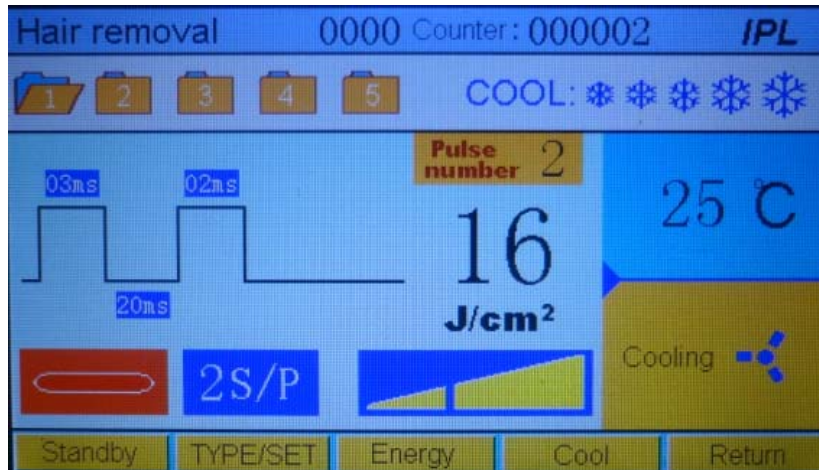 Hair removal 0000 Counter: 000002 IPL
1 2 3 4 5 COOL:
Pulse number 2
03ms 02ms
25 ℃
16
20ms
J/cm²
Cooling
2S/P
Standby TYPE/SET Energy Cool Return